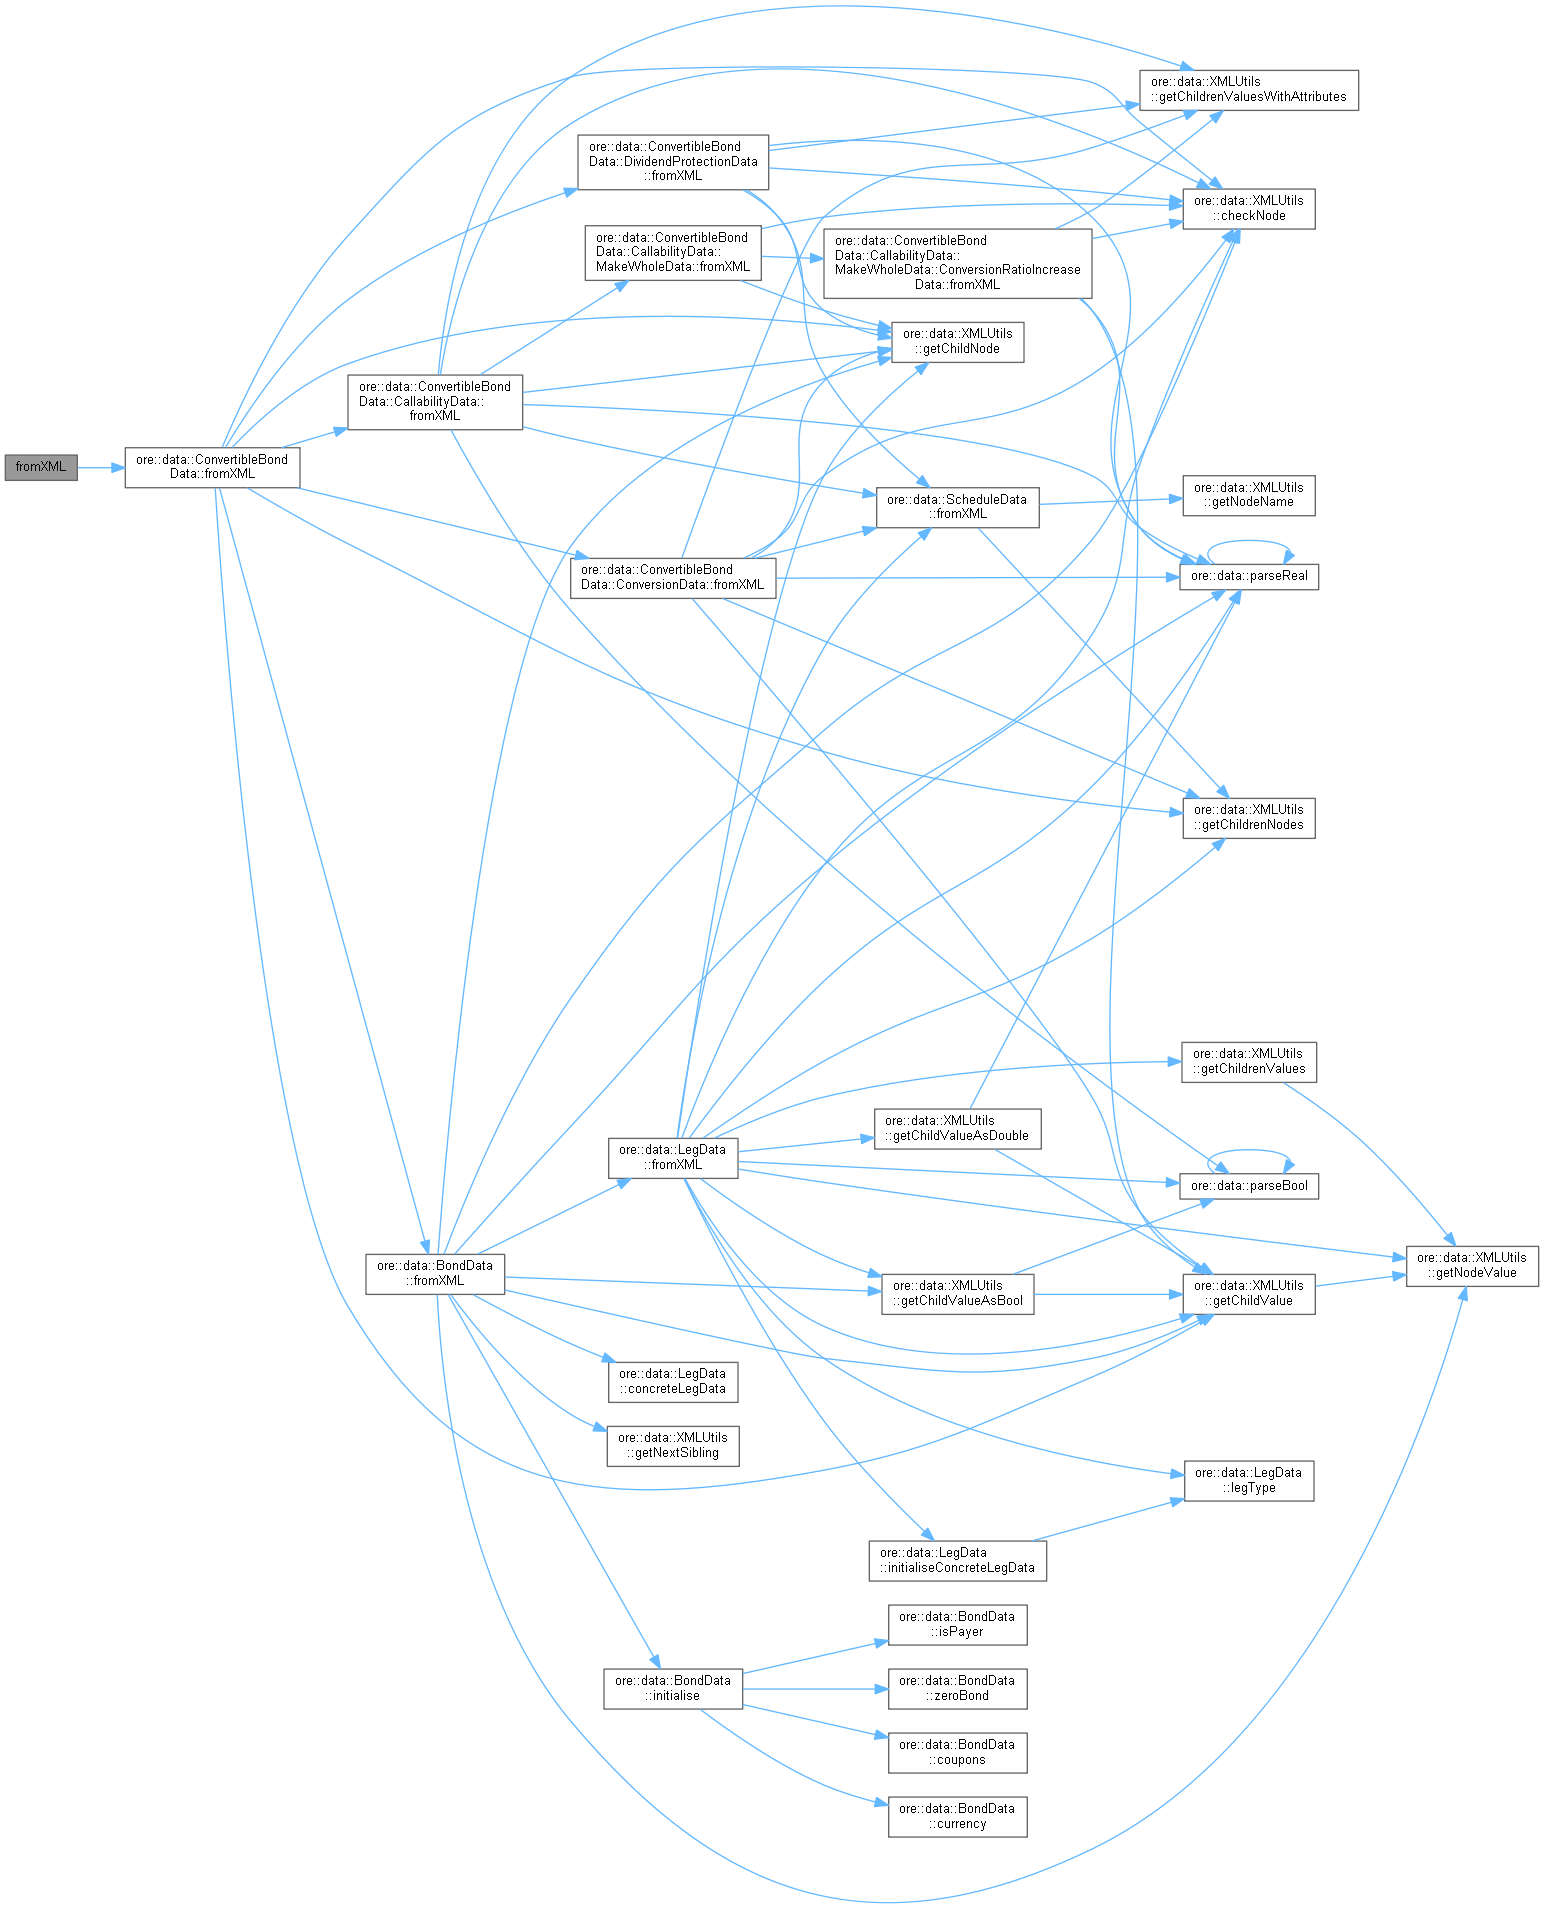 fromXML
ore::data::ConvertibleBond
Data::fromXML
ore::data::ConvertibleBond
Data::CallabilityData::
fromXML
ore::data::BondData
::fromXML
ore::data::ConvertibleBond
Data::DividendProtectionData
::fromXML
ore::data::ConvertibleBond
Data::CallabilityData::
MakeWholeData::fromXML
ore::data::ConvertibleBond
Data::ConversionData::fromXML
ore::data::LegData
::fromXML
ore::data::LegData
::concreteLegData
ore::data::XMLUtils
::getNextSibling
ore::data::BondData
::initialise
ore::data::ConvertibleBond
Data::CallabilityData::
MakeWholeData::ConversionRatioIncrease
Data::fromXML
ore::data::XMLUtils
::getChildNode
ore::data::ScheduleData
::fromXML
ore::data::XMLUtils
::getChildValueAsDouble
ore::data::XMLUtils
::getChildValueAsBool
ore::data::LegData
::initialiseConcreteLegData
ore::data::BondData
::isPayer
ore::data::BondData
::zeroBond
ore::data::BondData
::coupons
ore::data::BondData
::currency
ore::data::XMLUtils
::getChildrenValuesWithAttributes
ore::data::XMLUtils
::checkNode
ore::data::XMLUtils
::getNodeName
ore::data::parseReal
ore::data::XMLUtils
::getChildrenNodes
ore::data::XMLUtils
::getChildrenValues
ore::data::parseBool
ore::data::XMLUtils
::getChildValue
ore::data::LegData
::legType
ore::data::XMLUtils
::getNodeValue